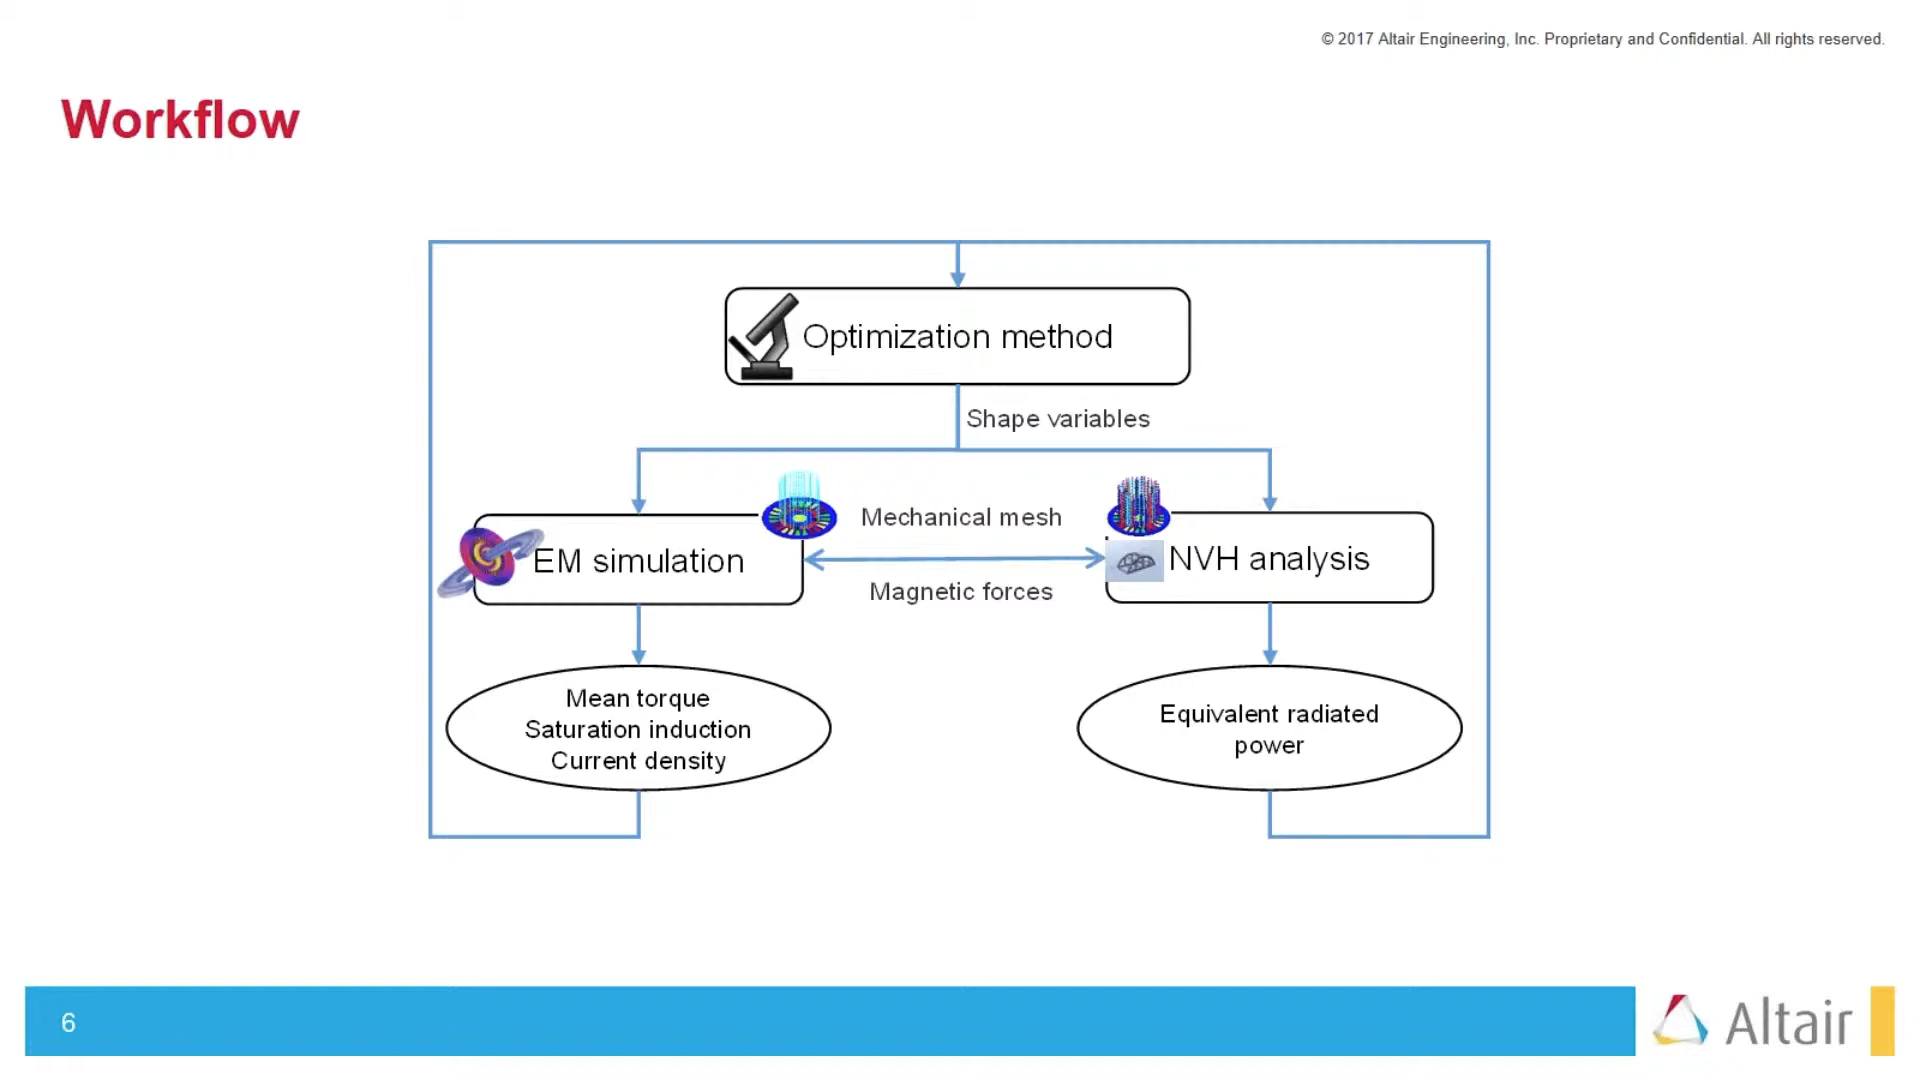 © 2017 Altair Engineering, Inc. Proprietary and Confidential. All rights reserved.
Workflow
Optimization method
Shape variables
Mechanical mesh
EM simulation
NVH analysis
Magnetic forces
Mean torque
Saturation induction
Current density
Equivalent radiated
power
6
Altair